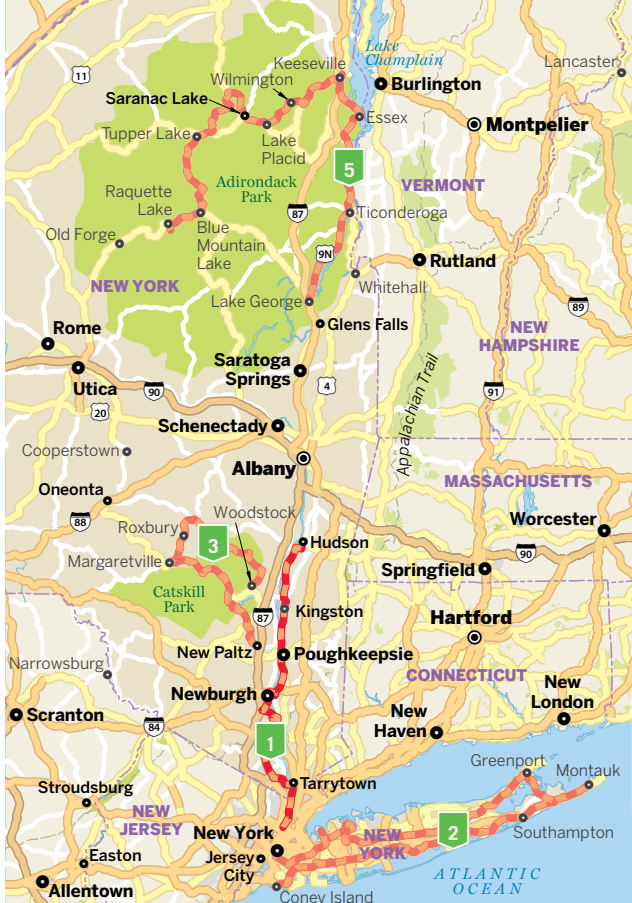 Keeseville
Lake
Champlain
Lancaster
11
Wilmington
Burlington
Saranac Lake
Essex
Montpelier
Tupper Lake
Lake
Placid
5
Adirondack
Park
VERMONT
Raquette
Lake
87
Ticonderoga
Old Forge
Blue
Mountain
Lake
9N
Rutland
Whitehall
NEW YORK
Lake George
89
Rome
Glens Falls
NEW
HAMPSHIRE
Utica
Saratoga
Springs
90
4
91
20
Appalachian Trail
Schenectady
Cooperstown
Albany
MASSACHUSETTS
Oneonta
88
Woodstock
Worcester
Roxbury
3
Hudson
90
Margaretville
Springfield
Catskill
Park
87
Kingston
Hartford
New Paltz
Poughkeepsie
Narrowsburg
CONNECTICUT
Newburgh
New
London
Scranton
84
New
Haven
1
Greenport
Montauk
Tarrytown
Stroudsburg
NEW
JERSEY
New York
NEW
YORK
2
Southampton
Easton
Jersey
City
Allentown
Coney Island
ATLANTIC
OCEAN